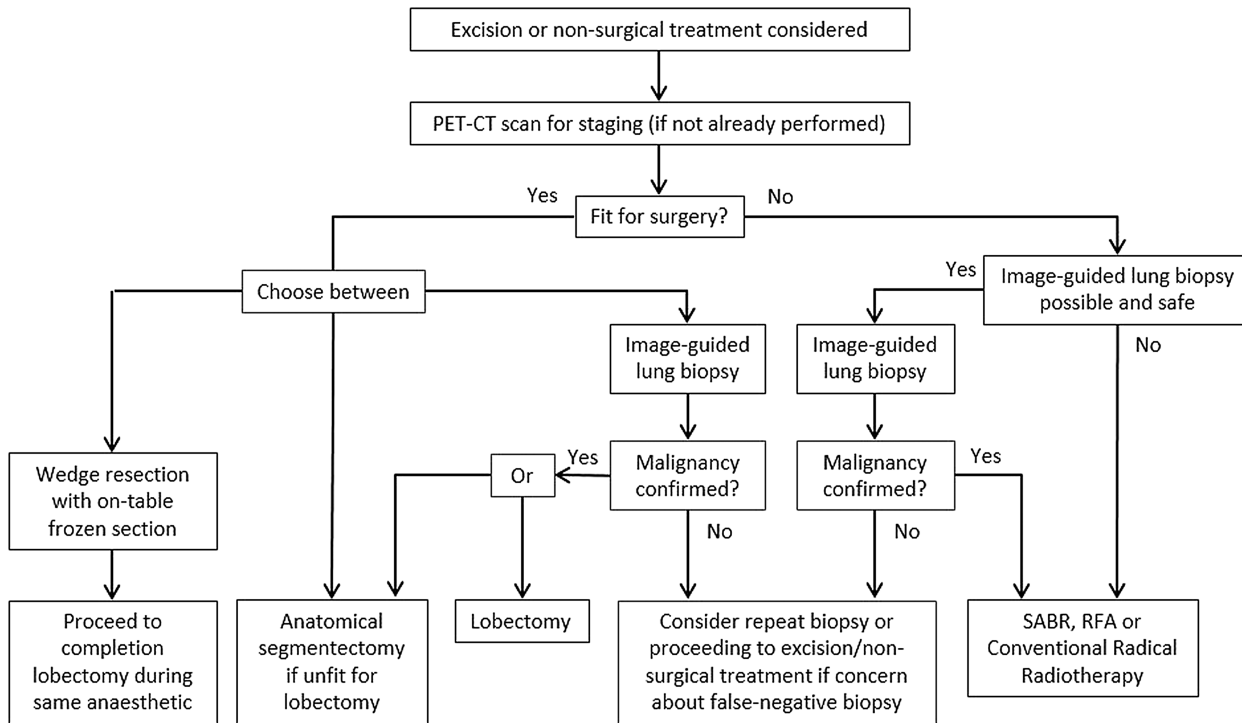 Excision or non-surgical treatment considered
PET-CT scan for staging (if not already performed)
Yes
No
Fit for surgery?
Choose between
Yes
Image-guided lung biopsy
possible and safe
Image-guided
lung biopsy
Image-guided
lung biopsy
No
Wedge resection
with on-table
frozen section
Or
Yes
Malignancy
confirmed?
Malignancy
confirmed?
Yes
No
No
Proceed to
completion
lobectomy during
same anaesthetic
Anatomical
segmentectomy
if unfit for
lobectomy
Lobectomy
Consider repeat biopsy or
proceeding to excision/non-
surgical treatment if concern
about false-negative biopsy
SABR, RFA or
Conventional Radical
Radiotherapy